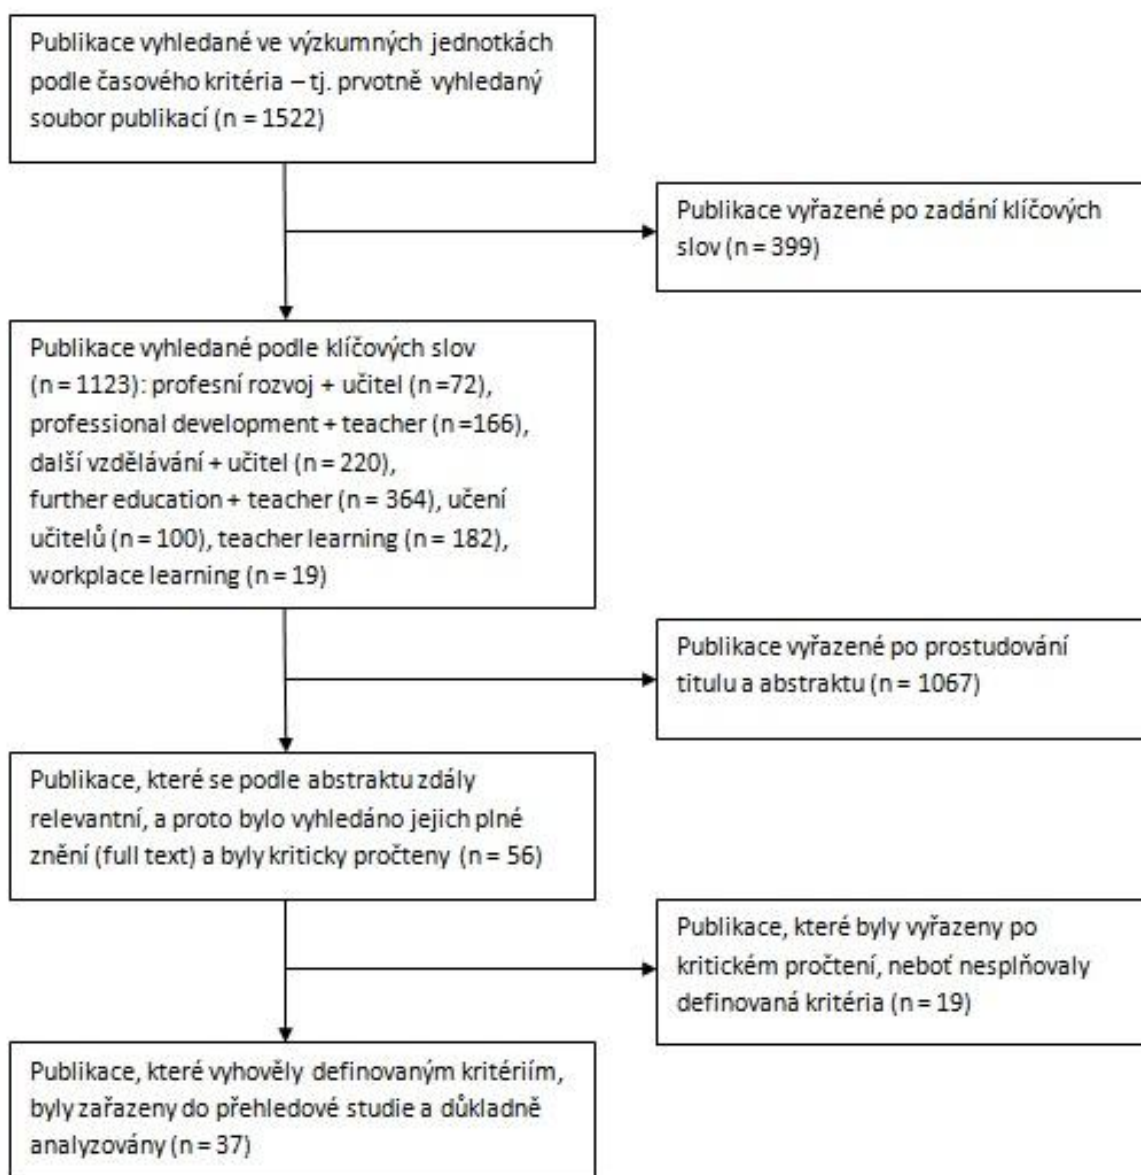 Publikace vyhledané ve výzkumných jednotkách
podle časového kritéria – tj. prvotně vyhledaný
soubor publikací (n = 1522)
Publikace vyřazené po zadání klíčových
slov (n = 399)
Publikace vyhledané podle klíčových slov
(n = 1123): profesní rozvoj + učitel (n =72),
professional development + teacher (n =166),
další vzdělávání + učitel (n = 220),
further education + teacher (n = 364), učení
učitelů (n = 100), teacher learning (n = 182),
workplace learning (n = 19)
Publikace vyřazené po prostudování
titulu a abstraktu (n = 1067)
Publikace, které se podle abstraktu zdály
relevantní, a proto bylo vyhledáno jejich plné
znění (full text) a byly kriticky pročteny (n = 56)
Publikace, které byly vyřazeny po
kritickém pročtení, neboť nesplňovaly
definovaná kritéria (n = 19)
Publikace, které vyhověly definovaným kritériím,
byly zařazeny do přehledové studie a důkladně
analyzovány (n = 37)